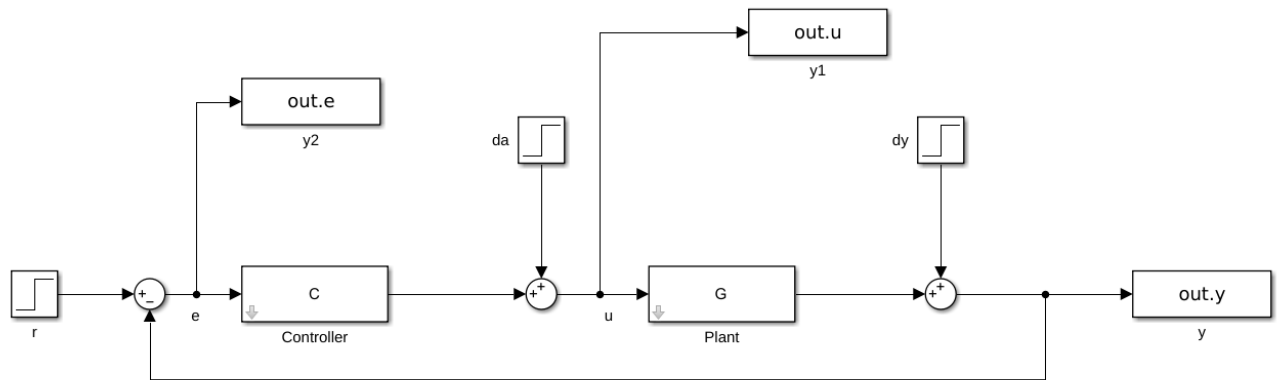 out.u
y1
out.e
y2
da
dy
r
+
−
e
C
Controller
+
+
u
G
Plant
+
+
out.y
y